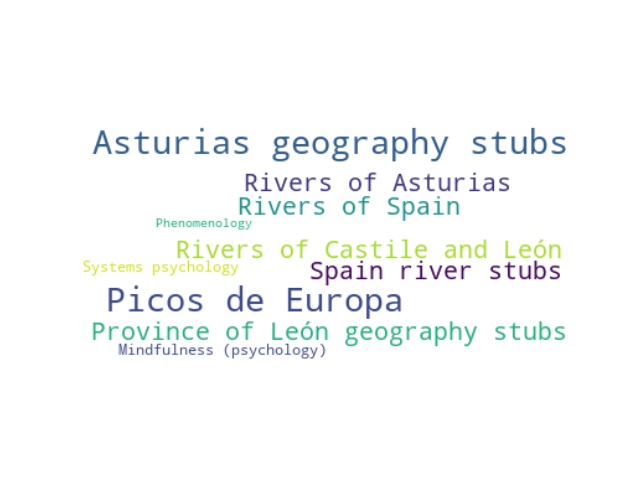 Asturias geography stubs
Rivers of Asturias
Rivers of Spain
Phenomenology
Rivers of Castile and León
Systems psychology
Spain river stubs
Picos de Europa
Province of León geography stubs
Mindfulness (psychology)